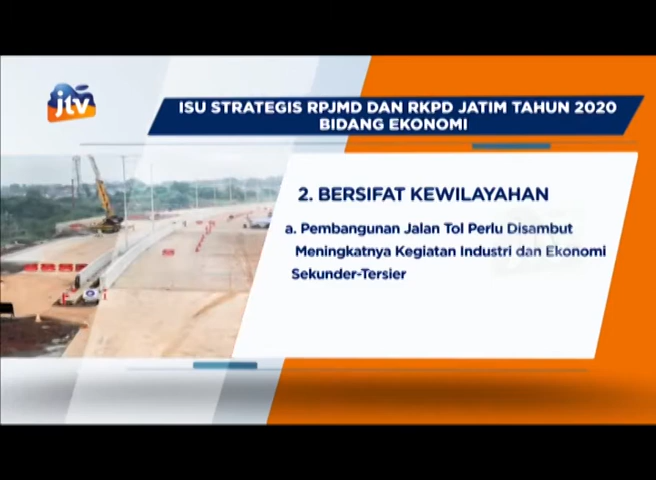 jtv
ISU STRATEGIS RPJMD DAN RKPD JATIM TAHUN 2020
BIDANG EKONOMI
2. BERSIFAT KEWILAYAHAN
a. Pembangunan Jalan Tol Perlu Disambut
Meningkatnya Kegiatan Industri dan Ekonomi
Sekunder-Tersier